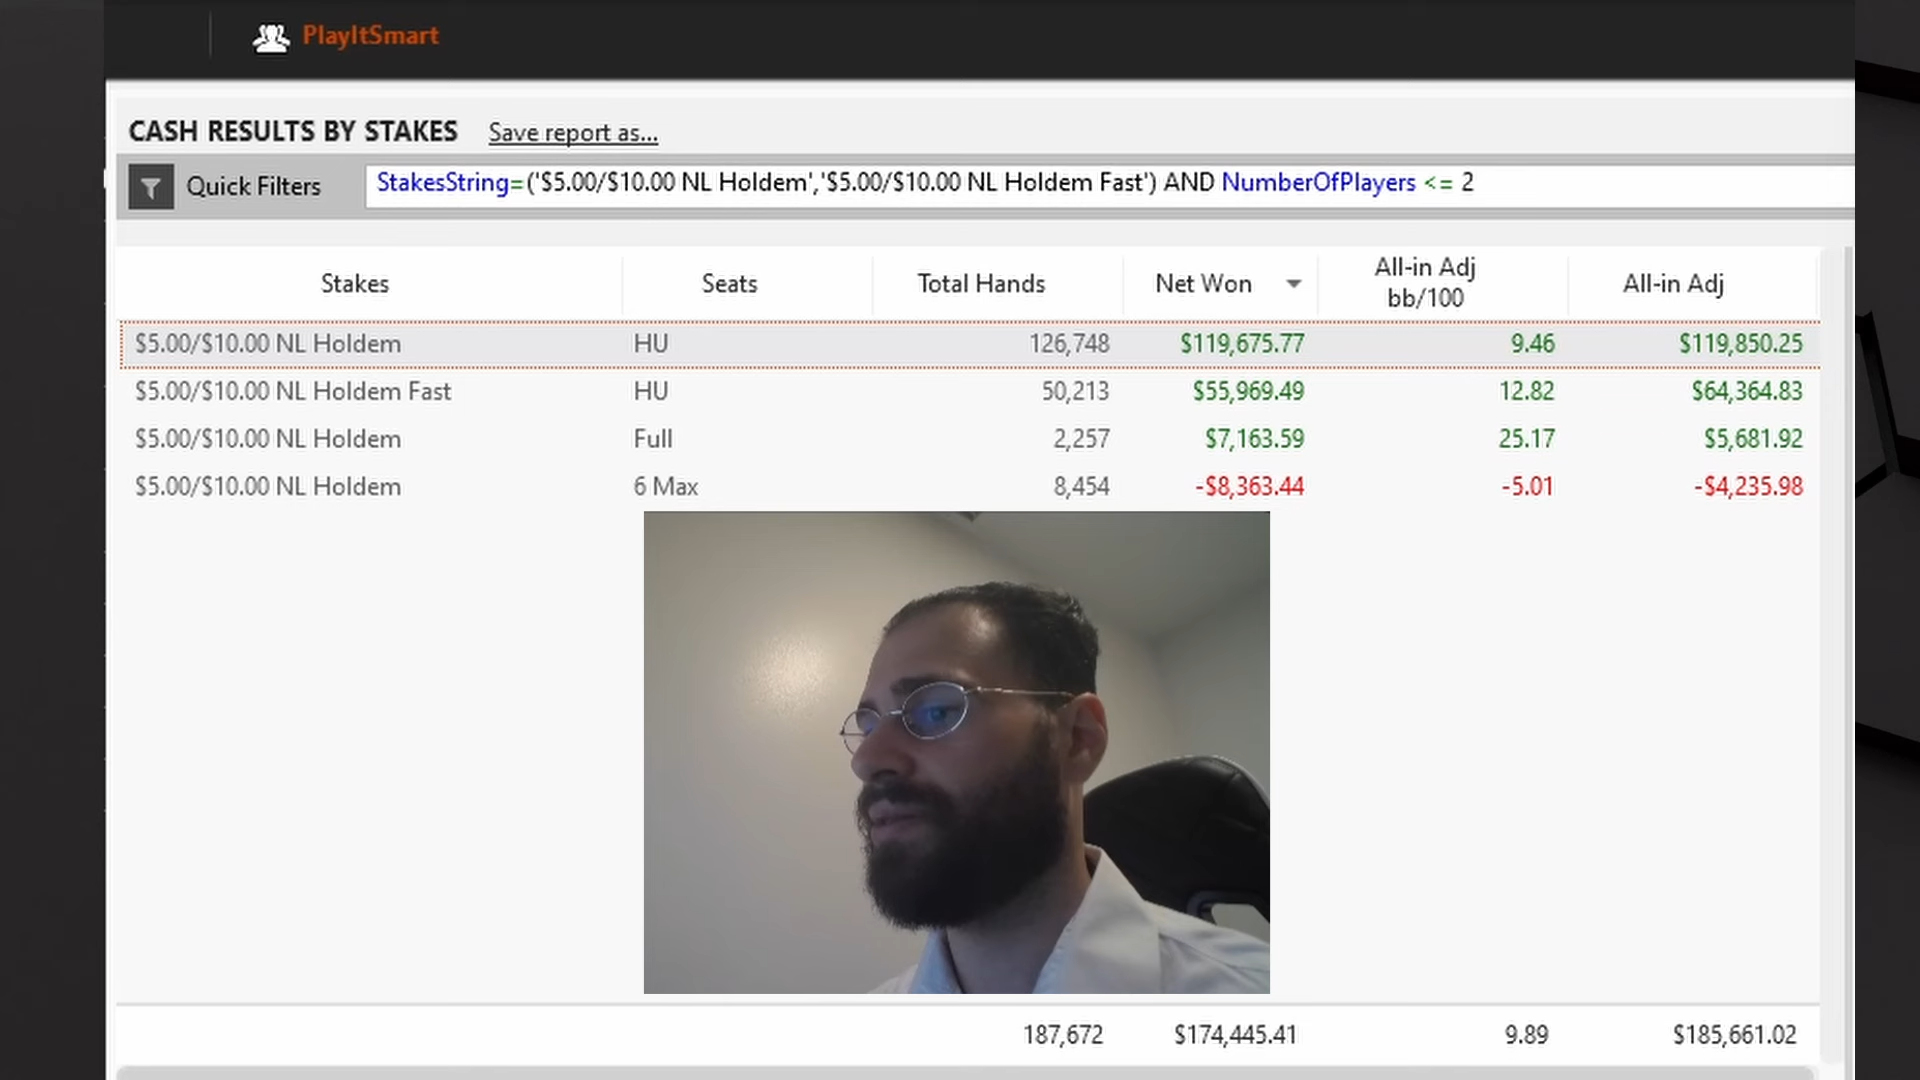 PlayItSmart
CASH RESULTS BY STAKES Save report as...
Quick Filters StakesString=('$5.00/$10.00 NL Holdem','$5.00/$10.00 NL Holdem Fast') AND NumberOfPlayers <= 2
Stakes Seats Total Hands Net Won All-in Adj bb/100 All-in Adj
$5.00/$10.00 NL Holdem HU 126,748 $119,675.77 9.46 $119,850.25
$5.00/$10.00 NL Holdem Fast HU 50,213 $55,969.49 12.82 $64,364.83
$5.00/$10.00 NL Holdem Full 2,257 $7,163.59 25.17 $5,681.92
$5.00/$10.00 NL Holdem 6 Max 8,454 -$8,363.44 -5.01 -$4,235.98
187,672 $174,445.41 9.89 $185,661.02